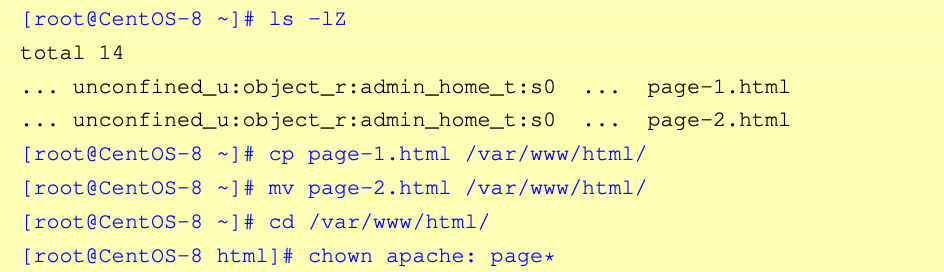 [root@CentOS-8 ~]# ls -lZ
total 14
... unconfined_u:object_r:admin_home_t:s0  ...  page-1.html
... unconfined_u:object_r:admin_home_t:s0  ...  page-2.html
[root@CentOS-8 ~]# cp page-1.html /var/www/html/
[root@CentOS-8 ~]# mv page-2.html /var/www/html/
[root@CentOS-8 ~]# cd /var/www/html/
[root@CentOS-8 html]# chown apache: page*